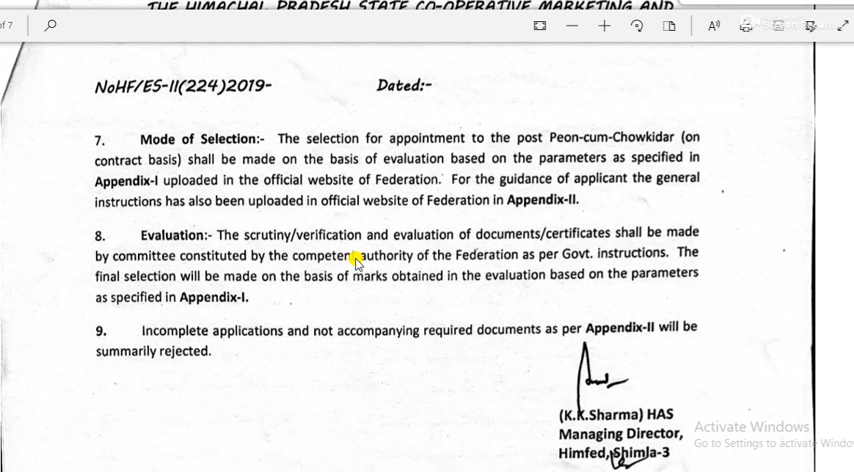 THE HIMACHAL PRADESH STATE CO-OPERATIVE MARKETING AND
of 7
NoHF/ES-II(224)2019- Dated:-
7. Mode of Selection:- The selection for appointment to the post Peon-cum-Chowkidar (on
contract basis) shall be made on the basis of evaluation based on the parameters as specified in
Appendix-I uploaded in the official website of Federation. For the guidance of applicant the general
instructions has also been uploaded in official website of Federation in Appendix-II.
8. Evaluation:- The scrutiny/verification and evaluation of documents/certificates shall be made
by committee constituted by the competent authority of the Federation as per Govt. instructions. The
final selection will be made on the basis of marks obtained in the evaluation based on the parameters
as specified in Appendix-I.
9. Incomplete applications and not accompanying required documents as per Appendix-II will be
summarily rejected.
(K.K.Sharma) HAS
Managing Director,
Himfed, Shimla-3
Activate Windows
Go to Settings to activate Windo